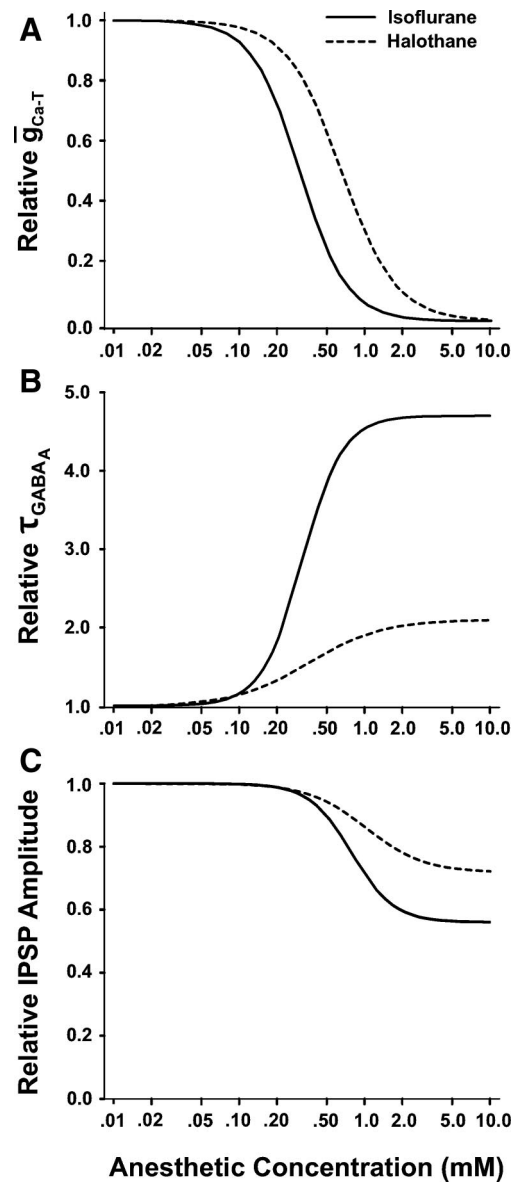 A
Isoflurane
Halothane
Relative g̅Ca-T
1.0
0.8
0.6
0.4
0.2
0.0
.01 .02 .05 .10 .20 .50 1.0 2.0 5.0 10.0
B
Relative τGABAA
5.0
4.0
3.0
2.0
1.0
.01 .02 .05 .10 .20 .50 1.0 2.0 5.0 10.0
C
Relative IPSP Amplitude
1.0
0.8
0.6
0.4
0.2
0.0
.01 .02 .05 .10 .20 .50 1.0 2.0 5.0 10.0
Anesthetic Concentration (mM)